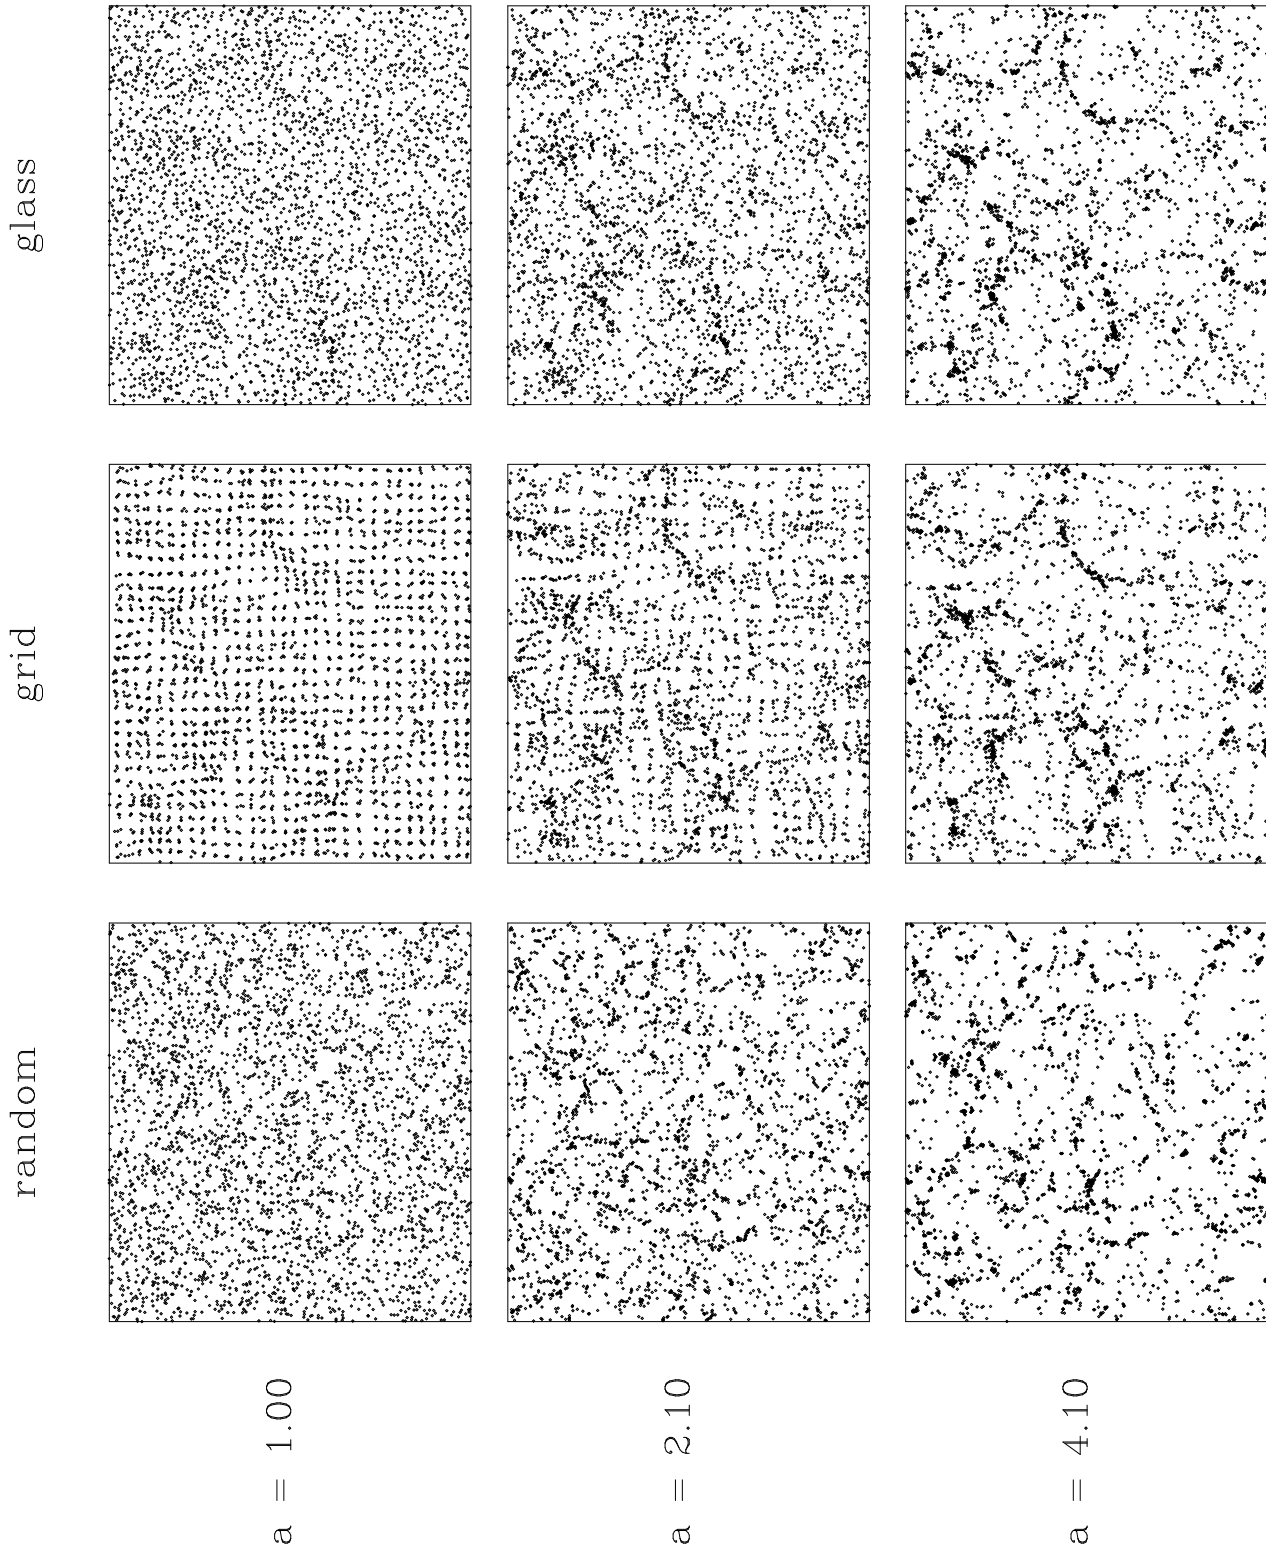 random
grid
glass
a = 1.00
a = 2.10
a = 4.10